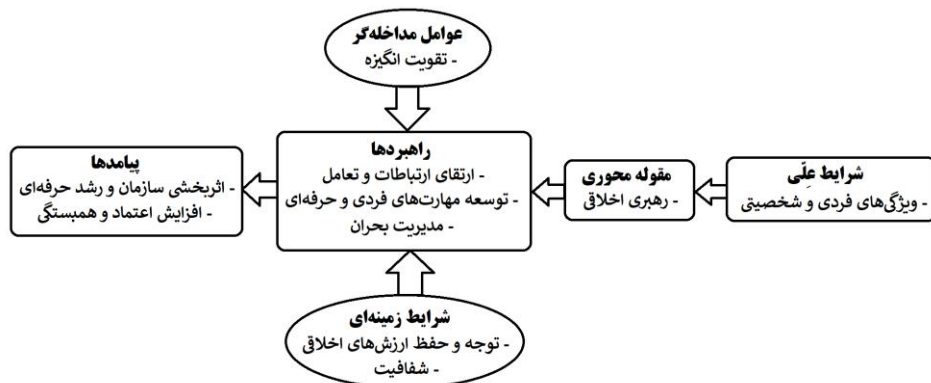 عوامل مداخله‌گر
- تقویت انگیزه
شرایط علّی
- ویژگی‌های فردی و شخصیتی
مقوله محوری
- رهبری اخلاقی
راهبردها
- ارتقای ارتباطات و تعامل
- توسعه مهارت‌های فردی و حرفه‌ای
- مدیریت بحران
پیامدها
- اثربخشی سازمان و رشد حرفه‌ای
- افزایش اعتماد و همبستگی
شرایط زمینه‌ای
- توجه و حفظ ارزش‌های اخلاقی
- شفافیت